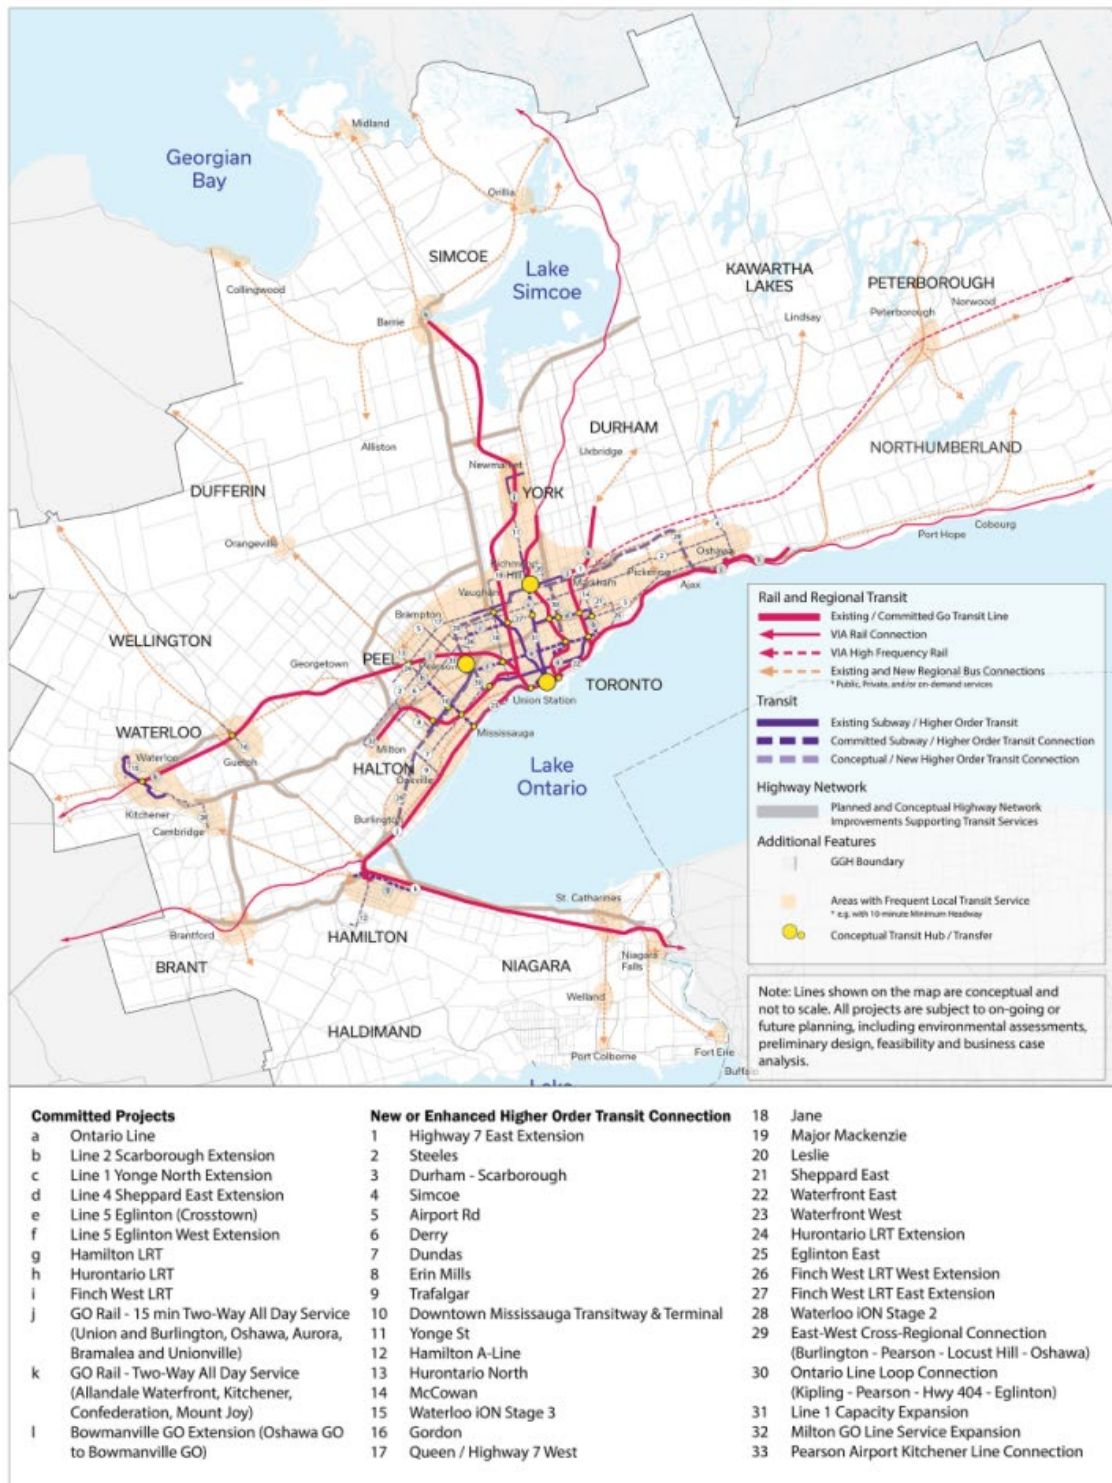 Georgian
Bay
Midland
Orillia
SIMCOE
Lake
Simcoe
KAWARTHA
LAKES
PETERBOROUGH
Norwood
Collingwood
Peterborough
Lindsay
Barrie
DURHAM
Uxbridge
Alliston
NORTHUMBERLAND
Newmarket
DUFFERIN
YORK
Orangeville
Cobourg
Port Hope
Oshawa
Pickering
Ajax
Markham
Vaughan
Brampton
WELLINGTON
Georgetown
PEEL
TORONTO
Union Station
WATERLOO
Waterloo
Guelph
Milton
Mississauga
HALTON
Oakville
Lake
Ontario
Kitchener
Cambridge
Burlington
St. Catharines
Brantford
HAMILTON
BRANT
NIAGARA
Niagara
Falls
Welland
HALDIMAND
Port Colborne
Fort Erie
Rail and Regional Transit
Existing / Committed Go Transit Line
VIA Rail Connection
VIA High Frequency Rail
Existing and New Regional Bus Connections
* Public, Private, and/or on-demand services
Transit
Existing Subway / Higher Order Transit
Committed Subway / Higher Order Transit Connection
Conceptual / New Higher Order Transit Connection
Highway Network
Planned and Conceptual Highway Network
Improvements Supporting Transit Services
Additional Features
GGH Boundary
Areas with Frequent Local Transit Service
* e.g. with 10-minute Minimum Headway
Conceptual Transit Hub / Transfer
Note: Lines shown on the map are conceptual and
not to scale. All projects are subject to on-going or
future planning, including environmental assessments,
preliminary design, feasibility and business case
analysis.
Committed Projects
a Ontario Line
b Line 2 Scarborough Extension
c Line 1 Yonge North Extension
d Line 4 Sheppard East Extension
e Line 5 Eglinton (Crosstown)
f Line 5 Eglinton West Extension
g Hamilton LRT
h Hurontario LRT
i Finch West LRT
j GO Rail - 15 min Two-Way All Day Service
(Union and Burlington, Oshawa, Aurora,
Bramalea and Unionville)
k GO Rail - Two-Way All Day Service
(Allandale Waterfront, Kitchener,
Confederation, Mount Joy)
l Bowmanville GO Extension (Oshawa GO
to Bowmanville GO)
New or Enhanced Higher Order Transit Connection
1 Highway 7 East Extension
2 Steeles
3 Durham - Scarborough
4 Simcoe
5 Airport Rd
6 Derry
7 Dundas
8 Erin Mills
9 Trafalgar
10 Downtown Mississauga Transitway & Terminal
11 Yonge St
12 Hamilton A-Line
13 Hurontario North
14 McCowan
15 Waterloo iON Stage 3
16 Gordon
17 Queen / Highway 7 West
18 Jane
19 Major Mackenzie
20 Leslie
21 Sheppard East
22 Waterfront East
23 Waterfront West
24 Hurontario LRT Extension
25 Eglinton East
26 Finch West LRT West Extension
27 Finch West LRT East Extension
28 Waterloo iON Stage 2
29 East-West Cross-Regional Connection
(Burlington - Pearson - Locust Hill - Oshawa)
30 Ontario Line Loop Connection
(Kipling - Pearson - Hwy 404 - Eglinton)
31 Line 1 Capacity Expansion
32 Milton GO Line Service Expansion
33 Pearson Airport Kitchener Line Connection